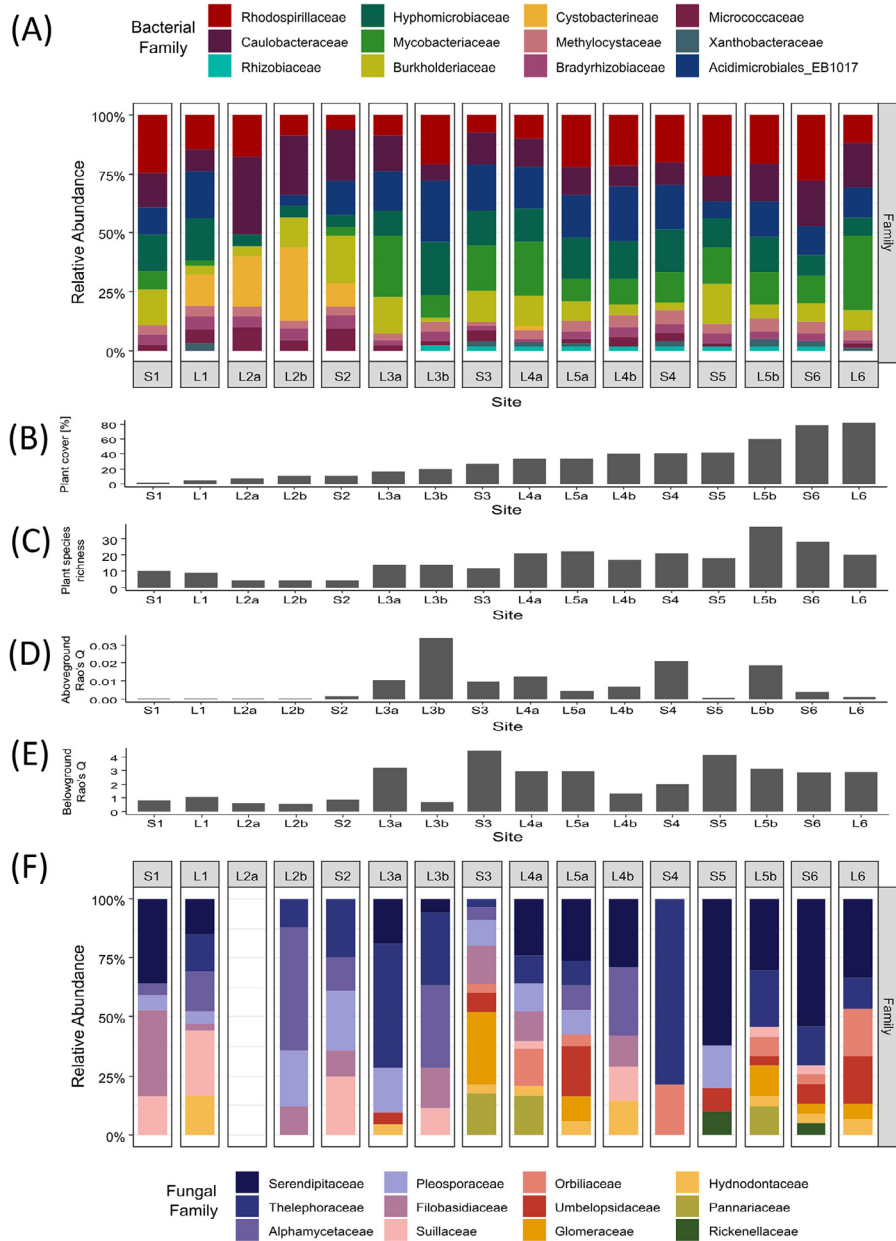 (A)
Bacterial Family
Rhodospirillaceae Hyphomicrobiaceae Cystobacterineae Micrococcaceae
Caulobacteraceae Mycobacteriaceae Methylocystaceae Xanthobacteraceae
Rhizobiaceae Burkholderiaceae Bradyrhizobiaceae Acidimicrobiales_EB1017
Relative Abundance
100%
75%
50%
25%
0%
Family
S1 L1 L2a L2b S2 L3a L3b S3 L4a L5a L4b S4 S5 L5b S6 L6
Site
(B)
Plant cover [%]
80
60
40
20
0
S1 L1 L2a L2b S2 L3a L3b S3 L4a L5a L4b S4 S5 L5b S6 L6
Site
(C)
Plant species
richness
30
20
10
0
S1 L1 L2a L2b S2 L3a L3b S3 L4a L5a L4b S4 S5 L5b S6 L6
Site
(D)
Aboveground
Rao's Q
0.03
0.02
0.01
0.00
S1 L1 L2a L2b S2 L3a L3b S3 L4a L5a L4b S4 S5 L5b S6 L6
Site
(E)
Belowground
Rao's Q
4
3
2
1
0
S1 L1 L2a L2b S2 L3a L3b S3 L4a L5a L4b S4 S5 L5b S6 L6
Site
(F)
S1 L1 L2a L2b S2 L3a L3b S3 L4a L5a L4b S4 S5 L5b S6 L6
Relative Abundance
100%
75%
50%
25%
0%
Family
Fungal
Family
Serendipitaceae Pleosporaceae Orbiliaceae Hydnodontaceae
Thelephoraceae Filobasidiaceae Umbelopsidaceae Pannariaceae
Alphamycetaceae Suillaceae Glomeraceae Rickenellaceae